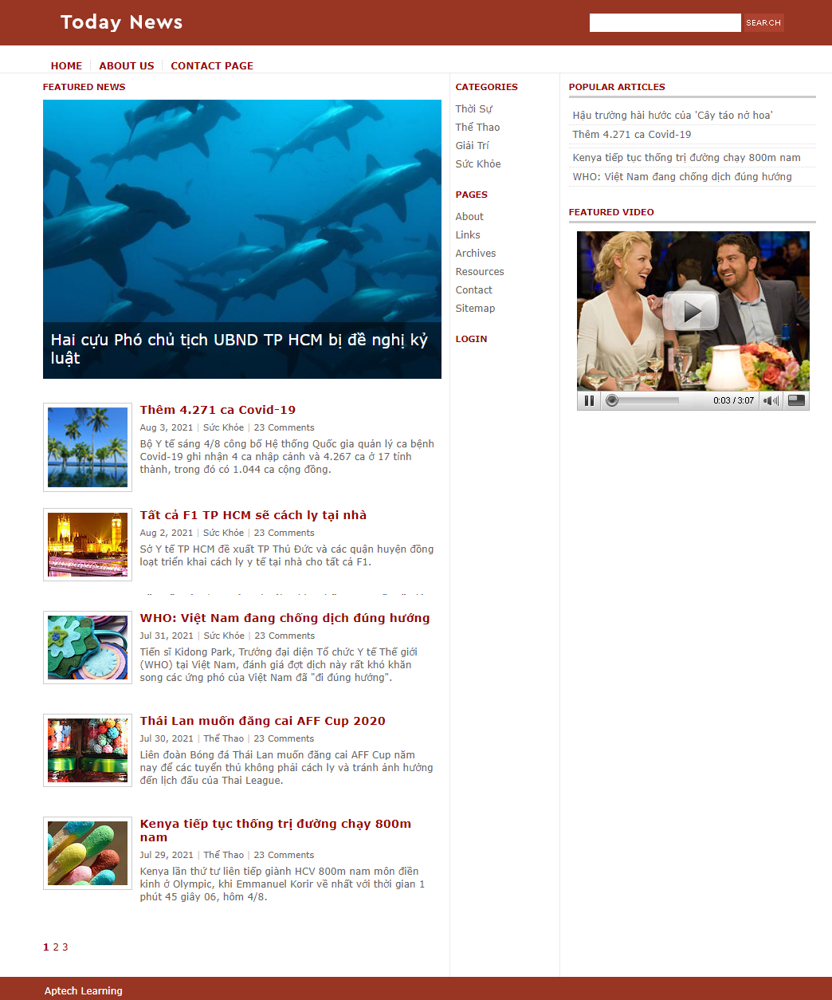 Today News
SEARCH
HOME
ABOUT US
CONTACT PAGE
FEATURED NEWS
Hai cựu Phó chủ tịch UBND TP HCM bị đề nghị kỷ
luật
Thêm 4.271 ca Covid-19
Aug 3, 2021 | Sức Khỏe | 23 Comments
Bộ Y tế sáng 4/8 công bố Hệ thống Quốc gia quản lý ca bệnh
Covid-19 ghi nhận 4 ca nhập cảnh và 4.267 ca ở 17 tỉnh
thành, trong đó có 1.044 ca cộng đồng.
Tất cả F1 TP HCM sẽ cách ly tại nhà
Aug 2, 2021 | Sức Khỏe | 23 Comments
Sở Y tế TP HCM đề xuất TP Thủ Đức và các quận huyện đồng
loạt triển khai cách ly y tế tại nhà cho tất cả F1.
WHO: Việt Nam đang chống dịch đúng hướng
Jul 31, 2021 | Sức Khỏe | 23 Comments
Tiến sĩ Kidong Park, Trưởng đại diện Tổ chức Y tế Thế giới
(WHO) tại Việt Nam, đánh giá đợt dịch này rất khó khăn
song các ứng phó của Việt Nam đã "đi đúng hướng".
Thái Lan muốn đăng cai AFF Cup 2020
Jul 30, 2021 | Thể Thao | 23 Comments
Liên đoàn Bóng đá Thái Lan muốn đăng cai AFF Cup năm
nay để các tuyển thủ không phải cách ly và tránh ảnh hưởng
đến lịch đấu của Thai League.
Kenya tiếp tục thống trị đường chạy 800m
nam
Jul 29, 2021 | Thể Thao | 23 Comments
Kenya lần thứ tư liên tiếp giành HCV 800m nam môn điền
kinh ở Olympic, khi Emmanuel Korir về nhất với thời gian 1
phút 45 giây 06, hôm 4/8.
1 2 3
CATEGORIES
Thời Sự
Thể Thao
Giải Trí
Sức Khỏe
PAGES
About
Links
Archives
Resources
Contact
Sitemap
LOGIN
POPULAR ARTICLES
Hậu trường hài hước của 'Cây táo nở hoa'
Thêm 4.271 ca Covid-19
Kenya tiếp tục thống trị đường chạy 800m nam
WHO: Việt Nam đang chống dịch đúng hướng
FEATURED VIDEO
0:03 / 3:07
Aptech Learning